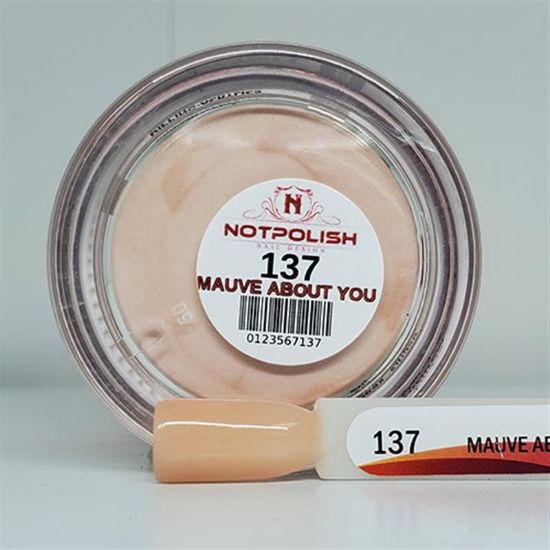 N
NOTPOLISH
NAIL DESIGN
137
MAUVE ABOUT YOU
0123567137
137 MAUVE AB